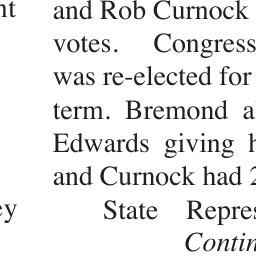 nt
and Rob Curnock
votes. Congress
was re-elected for
term. Bremond a
Edwards giving h
and Curnock had 2
ey
State Repres
Contin